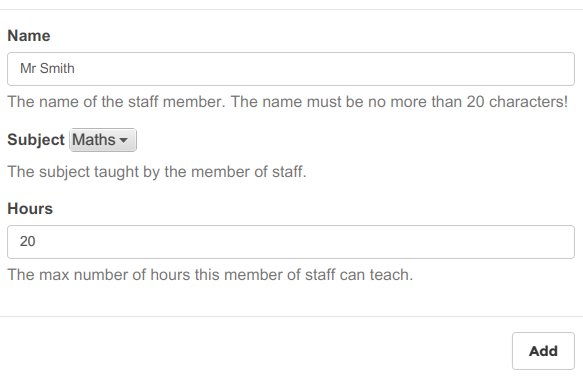 Name
Mr Smith
The name of the staff member. The name must be no more than 20 characters!
Subject Maths
The subject taught by the member of staff.
Hours
20
The max number of hours this member of staff can teach.
Add